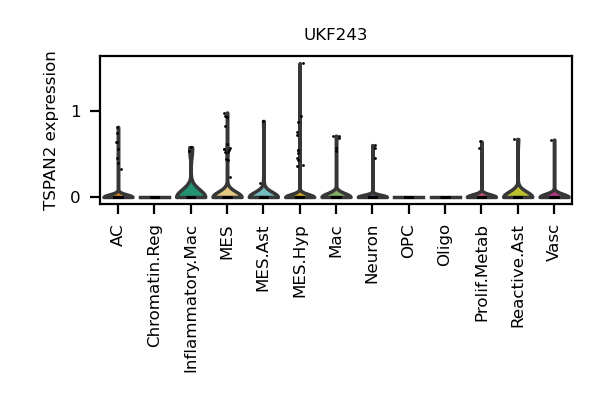 UKF243
TSPAN2 expression
1
0
AC
Chromatin.Reg
Inflammatory.Mac
MES
MES.Ast
MES.Hyp
Mac
Neuron
OPC
Oligo
Prolif.Metab
Reactive.Ast
Vasc